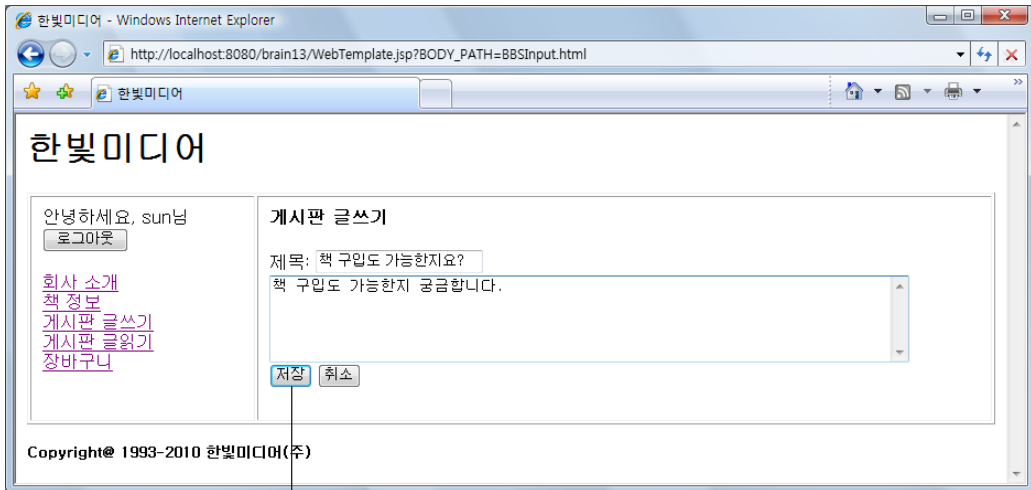 한빛미디어 - Windows Internet Explorer
http://localhost:8080/brain13/WebTemplate.jsp?BODY_PATH=BBSInput.html
한빛미디어
한빛미디어
안녕하세요, sun님
로그아웃
회사 소개
책 정보
게시판 글쓰기
게시판 글읽기
장바구니
게시판 글쓰기
제목: 책 구입도 가능한지요?
책 구입도 가능한지 궁금합니다.
저장 취소
Copyright@ 1993-2010 한빛미디어(주)